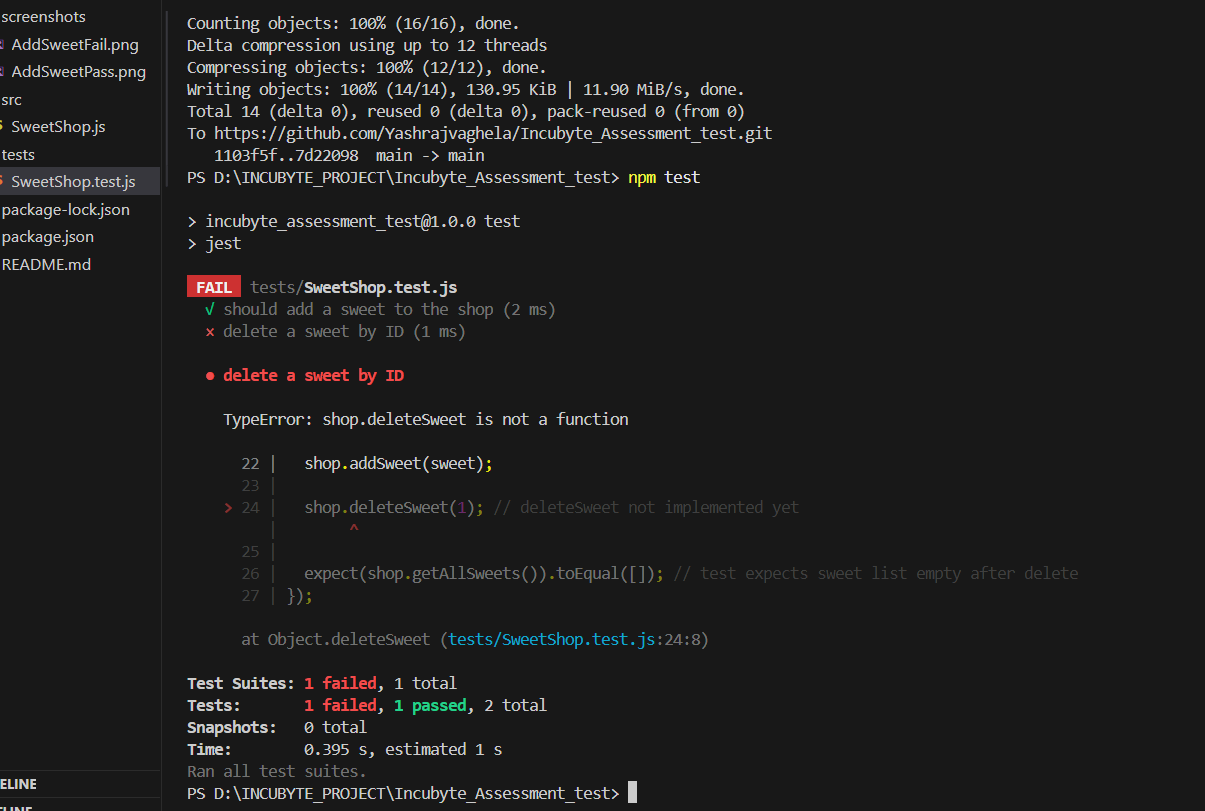 screenshots
AddSweetFail.png
AddSweetPass.png
src
SweetShop.js
tests
SweetShop.test.js
package-lock.json
package.json
README.md
ELINE
Counting objects: 100% (16/16), done.
Delta compression using up to 12 threads
Compressing objects: 100% (12/12), done.
Writing objects: 100% (14/14), 130.95 KiB | 11.90 MiB/s, done.
Total 14 (delta 0), reused 0 (delta 0), pack-reused 0 (from 0)
To https://github.com/Yashrajvaghela/Incubyte_Assessment_test.git
1103f5f..7d22098  main -> main
PS D:\INCUBYTE_PROJECT\Incubyte_Assessment_test> npm test
> incubyte_assessment_test@1.0.0 test
> jest
FAIL tests/SweetShop.test.js
√ should add a sweet to the shop (2 ms)
× delete a sweet by ID (1 ms)
● delete a sweet by ID
TypeError: shop.deleteSweet is not a function
22 |   shop.addSweet(sweet);
23 |
> 24 |   shop.deleteSweet(1); // deleteSweet not implemented yet
|        ^
25 |
26 |   expect(shop.getAllSweets()).toEqual([]); // test expects sweet list empty after delete
27 | });
at Object.deleteSweet (tests/SweetShop.test.js:24:8)
Test Suites: 1 failed, 1 total
Tests:       1 failed, 1 passed, 2 total
Snapshots:   0 total
Time:        0.395 s, estimated 1 s
Ran all test suites.
PS D:\INCUBYTE_PROJECT\Incubyte_Assessment_test>